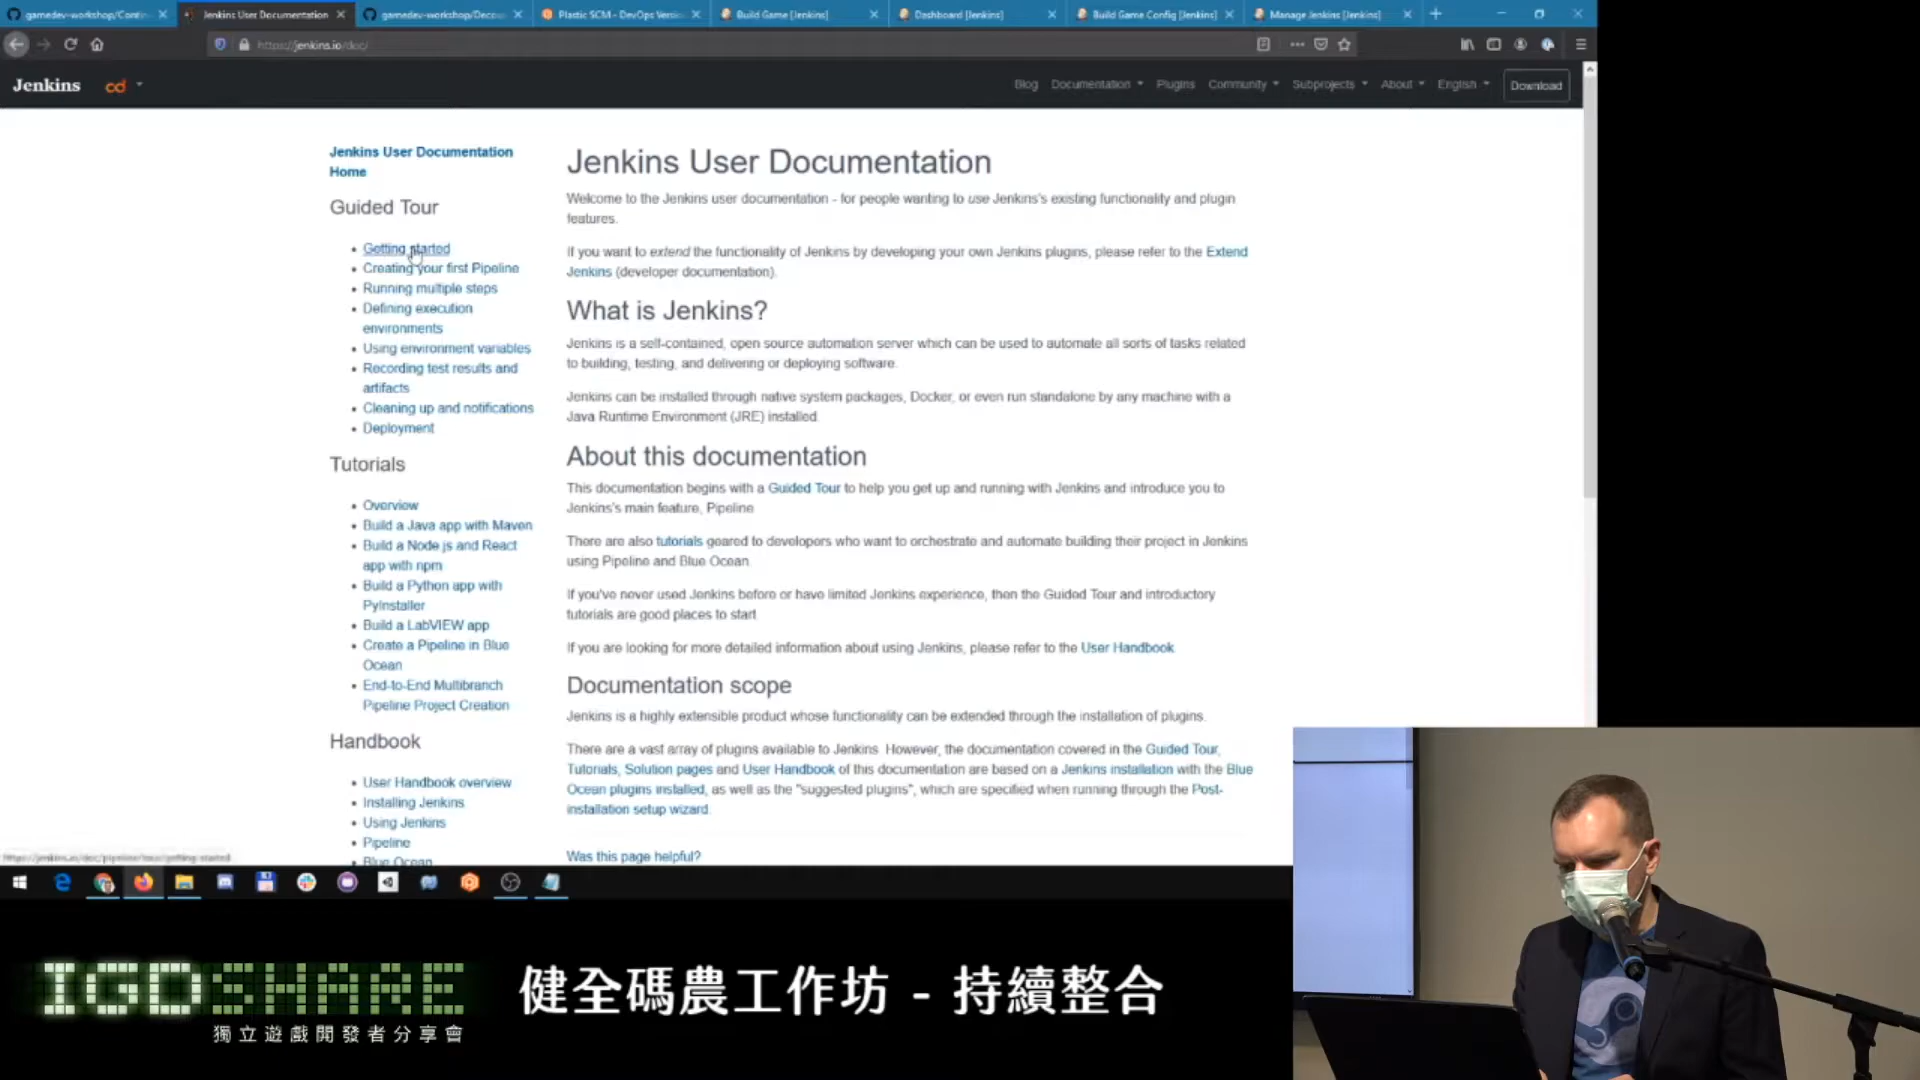 gamedev-workshop/Contin
Jenkins User Documentation
gamedev-workshop/Decou
Plastic SCM - DevOps Versio
Build Game [Jenkins]
Dashboard [Jenkins]
Build Game Config [Jenkins]
Manage Jenkins [Jenkins]
https://jenkins.io/doc/
Jenkins
cd
Blog
Documentation
Plugins
Community
Subprojects
About
English
Download
Jenkins User Documentation
Home
Guided Tour
Getting started
Creating your first Pipeline
Running multiple steps
Defining execution
environments
Using environment variables
Recording test results and
artifacts
Cleaning up and notifications
Deployment
Tutorials
Overview
Build a Java app with Maven
Build a Node.js and React
app with npm
Build a Python app with
PyInstaller
Build a LabVIEW app
Create a Pipeline in Blue
Ocean
End-to-End Multibranch
Pipeline Project Creation
Handbook
User Handbook overview
Installing Jenkins
Using Jenkins
Pipeline
Blue Ocean
Jenkins User Documentation
Welcome to the Jenkins user documentation - for people wanting to use Jenkins's existing functionality and plugin
features.
If you want to extend the functionality of Jenkins by developing your own Jenkins plugins, please refer to the Extend
Jenkins (developer documentation).
What is Jenkins?
Jenkins is a self-contained, open source automation server which can be used to automate all sorts of tasks related
to building, testing, and delivering or deploying software.
Jenkins can be installed through native system packages, Docker, or even run standalone by any machine with a
Java Runtime Environment (JRE) installed.
About this documentation
This documentation begins with a Guided Tour to help you get up and running with Jenkins and introduce you to
Jenkins's main feature, Pipeline.
There are also tutorials geared to developers who want to orchestrate and automate building their project in Jenkins
using Pipeline and Blue Ocean.
If you've never used Jenkins before or have limited Jenkins experience, then the Guided Tour and introductory
tutorials are good places to start.
If you are looking for more detailed information about using Jenkins, please refer to the User Handbook.
Documentation scope
Jenkins is a highly extensible product whose functionality can be extended through the installation of plugins.
There are a vast array of plugins available to Jenkins. However, the documentation covered in the Guided Tour,
Tutorials, Solution pages and User Handbook of this documentation are based on a Jenkins installation with the Blue
Ocean plugins installed, as well as the "suggested plugins", which are specified when running through the Post-
installation setup wizard.
Was this page helpful?
https://jenkins.io/doc/pipeline/tour/getting-started
IGDSHARE
獨立遊戲開發者分享會
健全碼農工作坊 - 持續整合